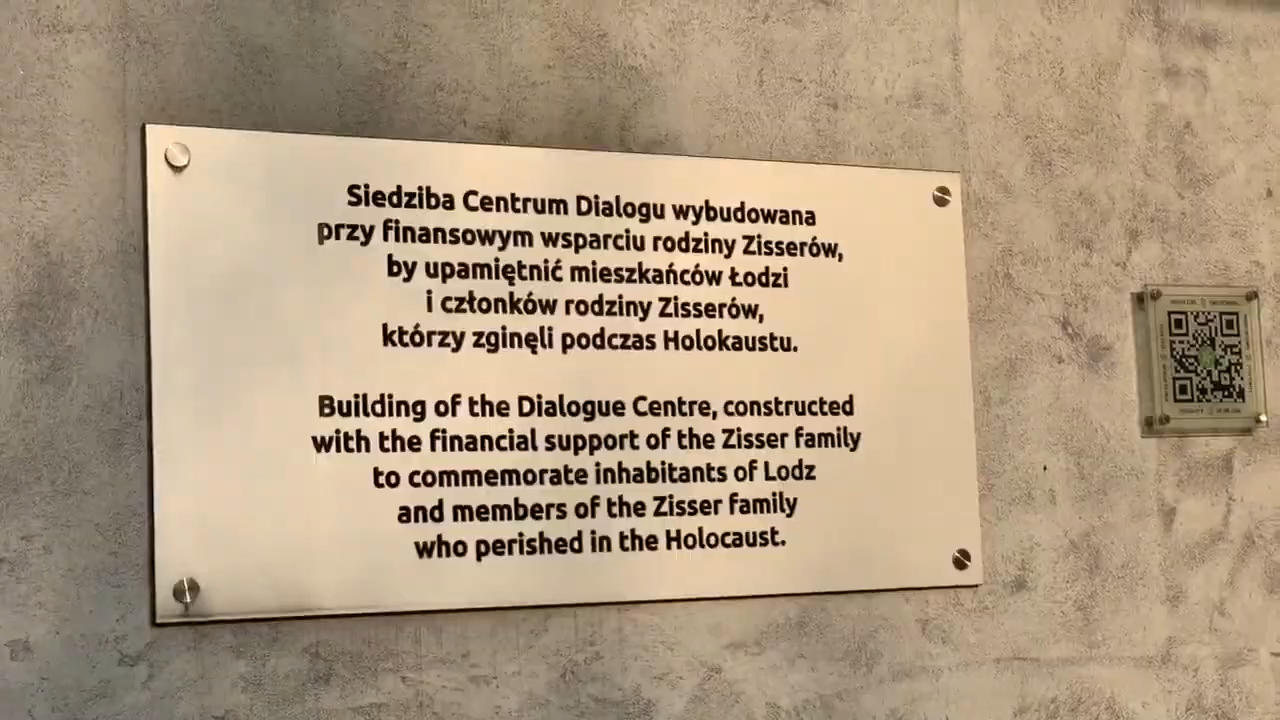 Siedziba Centrum Dialogu wybudowana
przy finansowym wsparciu rodziny Zisserów,
by upamiętnić mieszkańców Łodzi
i członków rodziny Zisserów,
którzy zginęli podczas Holokaustu.
Building of the Dialogue Centre, constructed
with the financial support of the Zisser family
to commemorate inhabitants of Lodz
and members of the Zisser family
who perished in the Holocaust.